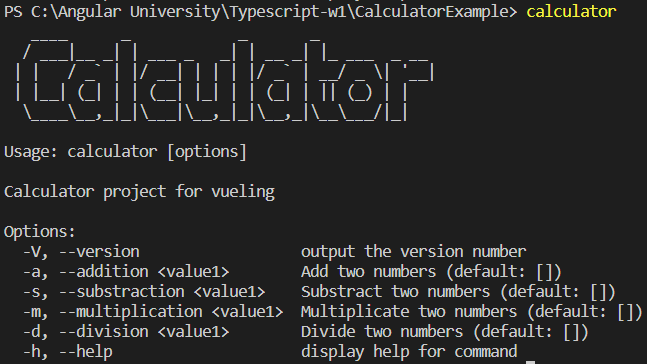 PS C:\Angular University\Typescript-w1\CalculatorExample> calculator
Calculator
Usage: calculator [options]
Calculator project for vueling
Options:
-V, --version output the version number
-a, --addition <value1> Add two numbers (default: [])
-s, --substraction <value1> Substract two numbers (default: [])
-m, --multiplication <value1> Multiplicate two numbers (default: [])
-d, --division <value1> Divide two numbers (default: [])
-h, --help display help for command